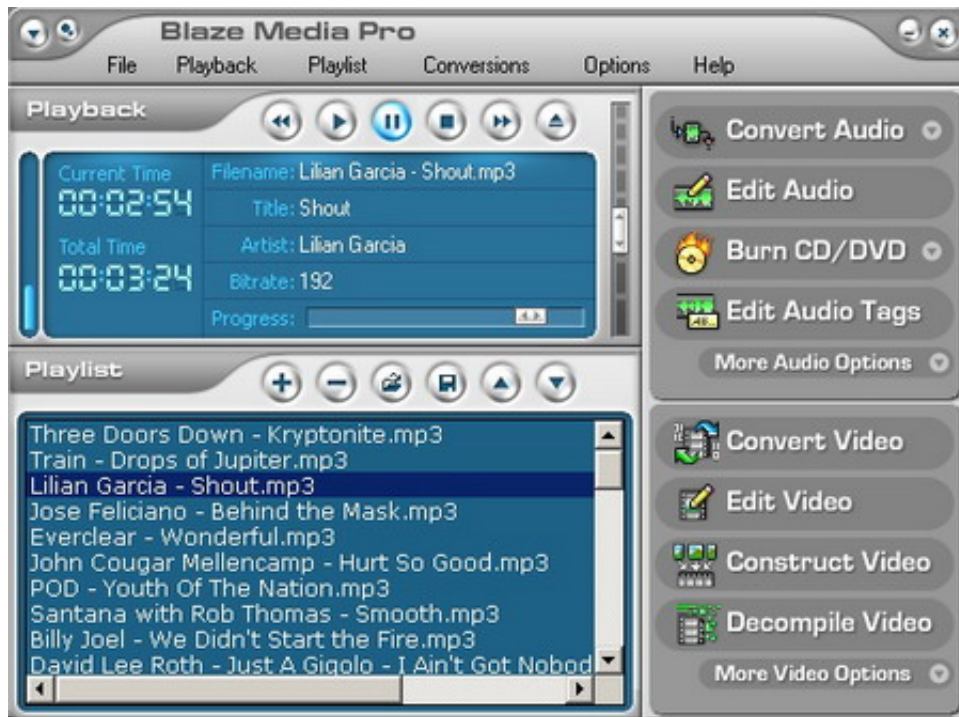 Blaze Media Pro
File Playback Playlist Conversions Options Help
Playback
Current Time
00:02:54
Total Time
00:03:24
Filename: Lilian Garcia - Shout.mp3
Title: Shout
Artist: Lilian Garcia
Bitrate: 192
Progress:
Playlist
Three Doors Down - Kryptonite.mp3
Train - Drops of Jupiter.mp3
Lilian Garcia - Shout.mp3
Jose Feliciano - Behind the Mask.mp3
Everclear - Wonderful.mp3
John Cougar Mellencamp - Hurt So Good.mp3
POD - Youth Of The Nation.mp3
Santana with Rob Thomas - Smooth.mp3
Billy Joel - We Didn't Start the Fire.mp3
David Lee Roth - Just A Gigolo - I Ain't Got Nobod
Convert Audio
Edit Audio
Burn CD/DVD
Edit Audio Tags
More Audio Options
Convert Video
Edit Video
Construct Video
Decompile Video
More Video Options